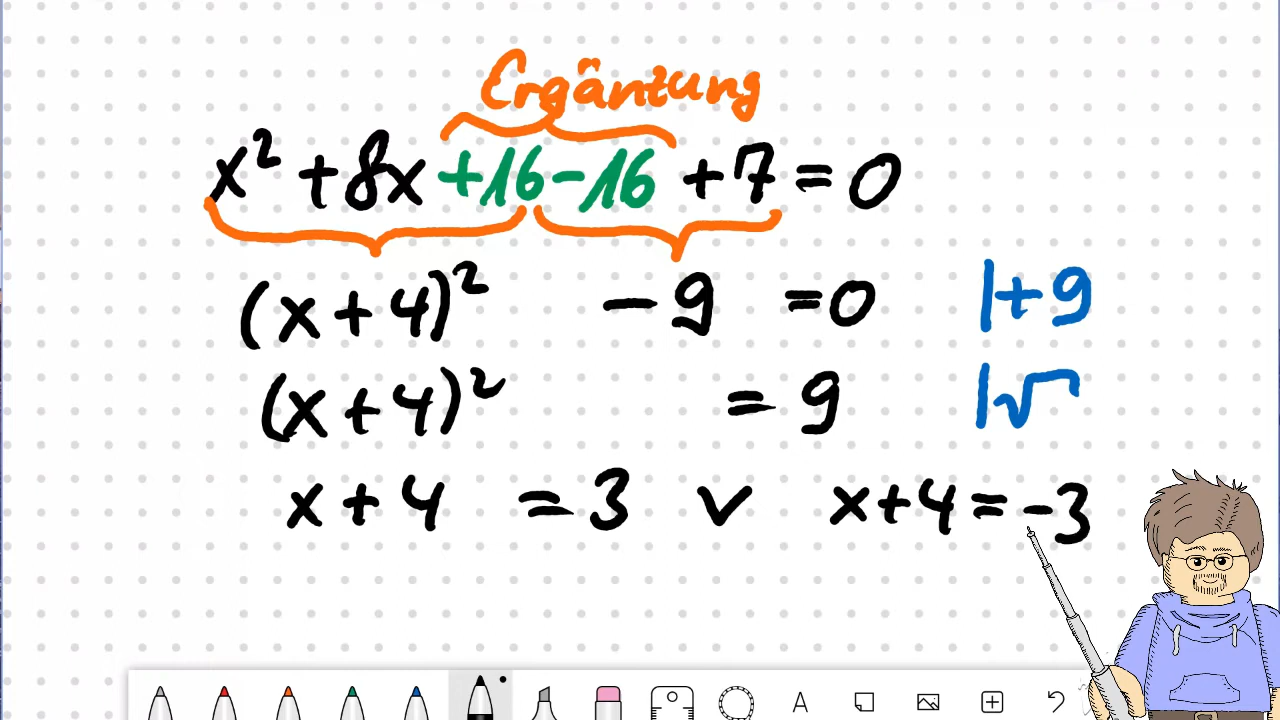 Ergänzung
x² +8x +16 -16 +7 = 0
(x+4)² -9 =0 |+9
(x+4)² = 9 |√
x+4 =3 v x+4=-3
A